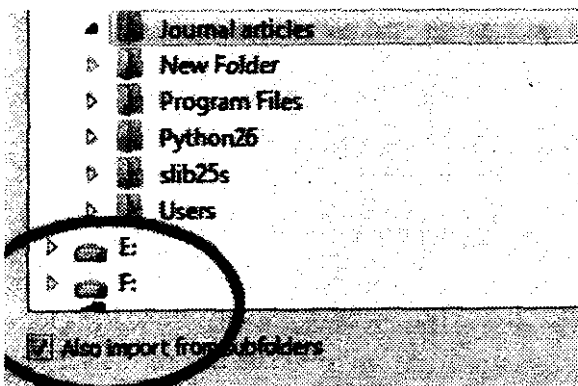 Journal articles
New Folder
Program Files
Python26
slib25s
Users
E:
F:
Also import from subfolders